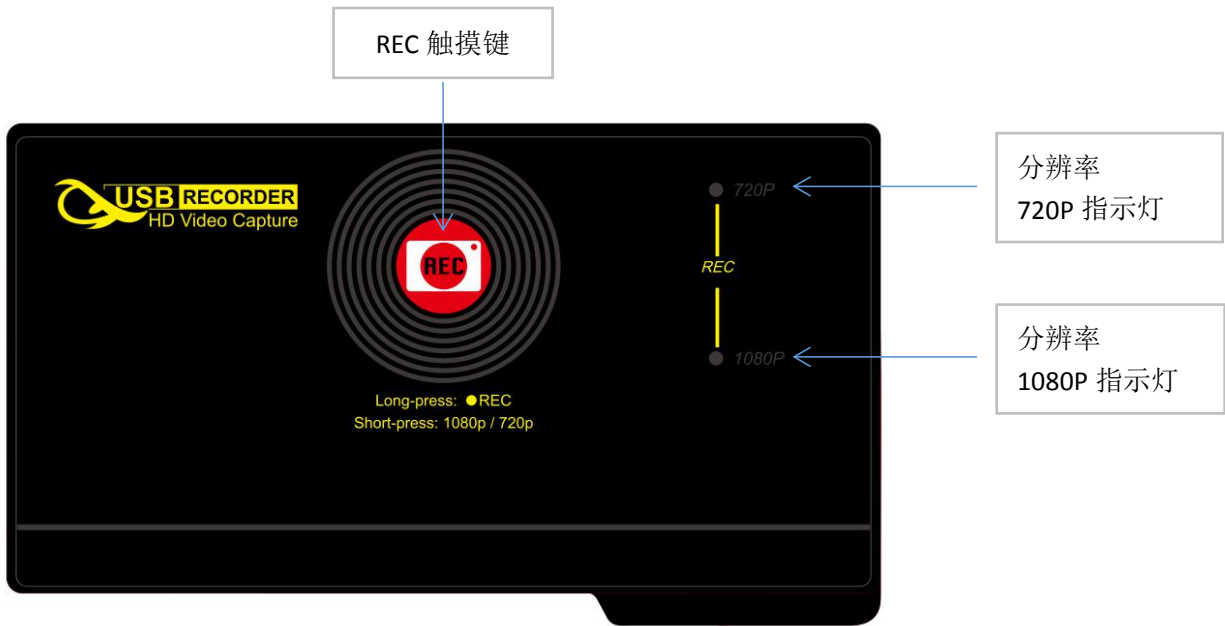 REC 触摸键
USB RECORDER
HD Video Capture
REC
Long-press: ●REC
Short-press: 1080p / 720p
720P
REC
1080P
分辨率
720P 指示灯
分辨率
1080P 指示灯